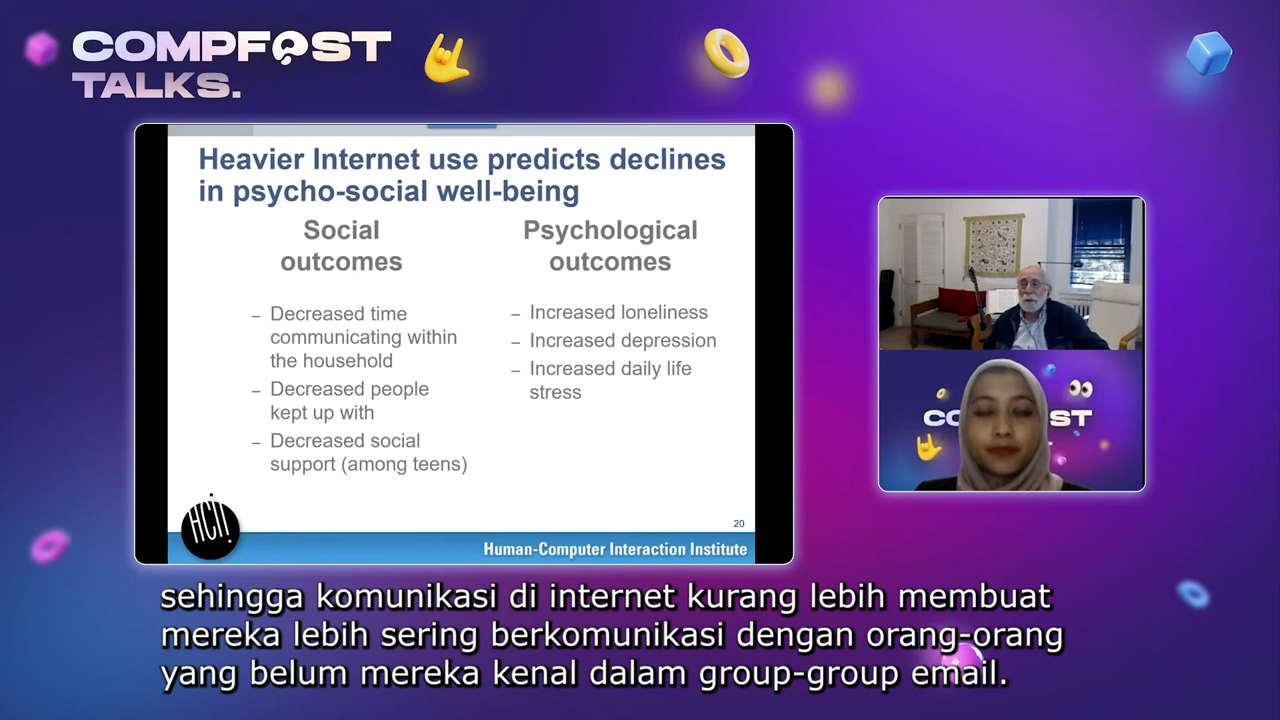 COMPFEST
TALKS.
Heavier Internet use predicts declines
in psycho-social well-being
Social
outcomes
– Decreased time
communicating within
the household
– Decreased people
kept up with
– Decreased social
support (among teens)
Psychological
outcomes
– Increased loneliness
– Increased depression
– Increased daily life
stress
HCII
20
Human-Computer Interaction Institute
CO ST
sehingga komunikasi di internet kurang lebih membuat
mereka lebih sering berkomunikasi dengan orang-orang
yang belum mereka kenal dalam group-group email.